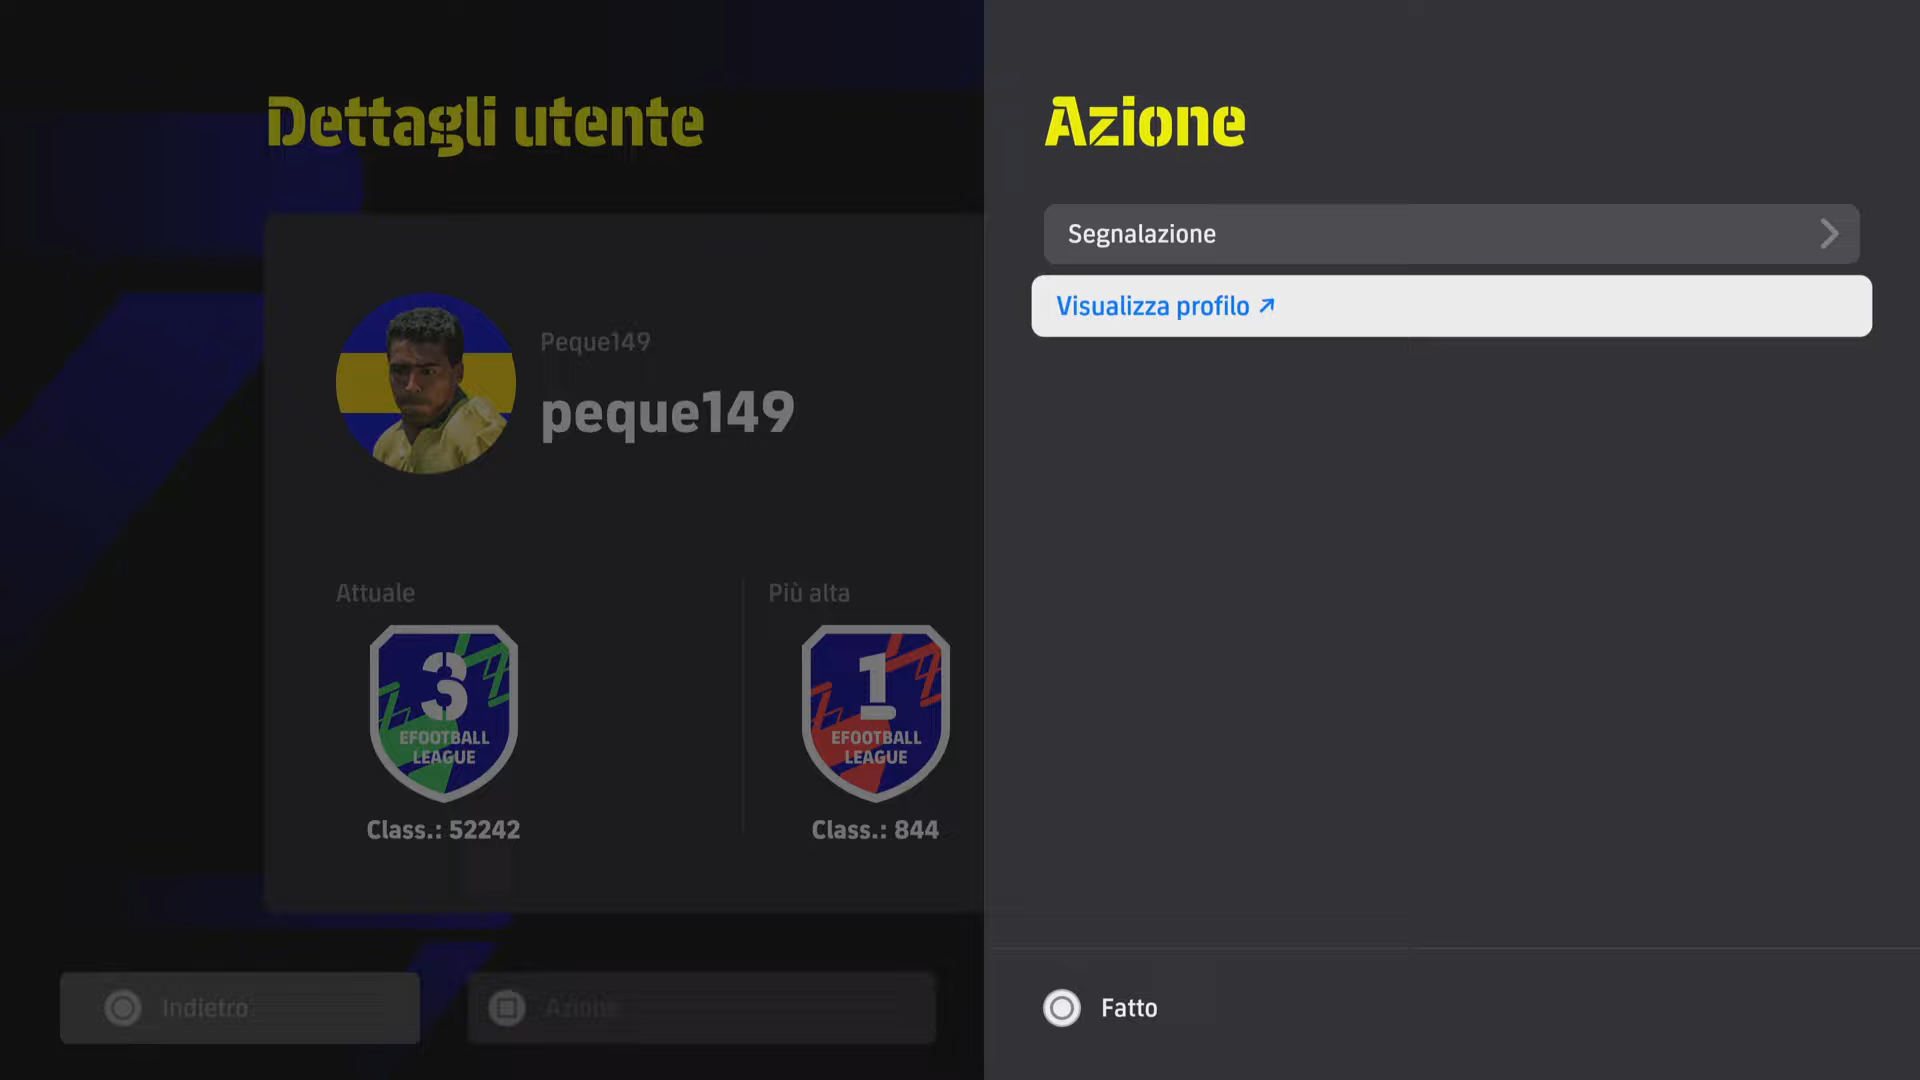 Dettagli utente
Peque149
peque149
Attuale
Più alta
3
EFOOTBALL
LEAGUE
Class.: 52242
1
EFOOTBALL
LEAGUE
Class.: 844
Indietro
Azione
Azione
Segnalazione
Visualizza profilo ↗
Fatto